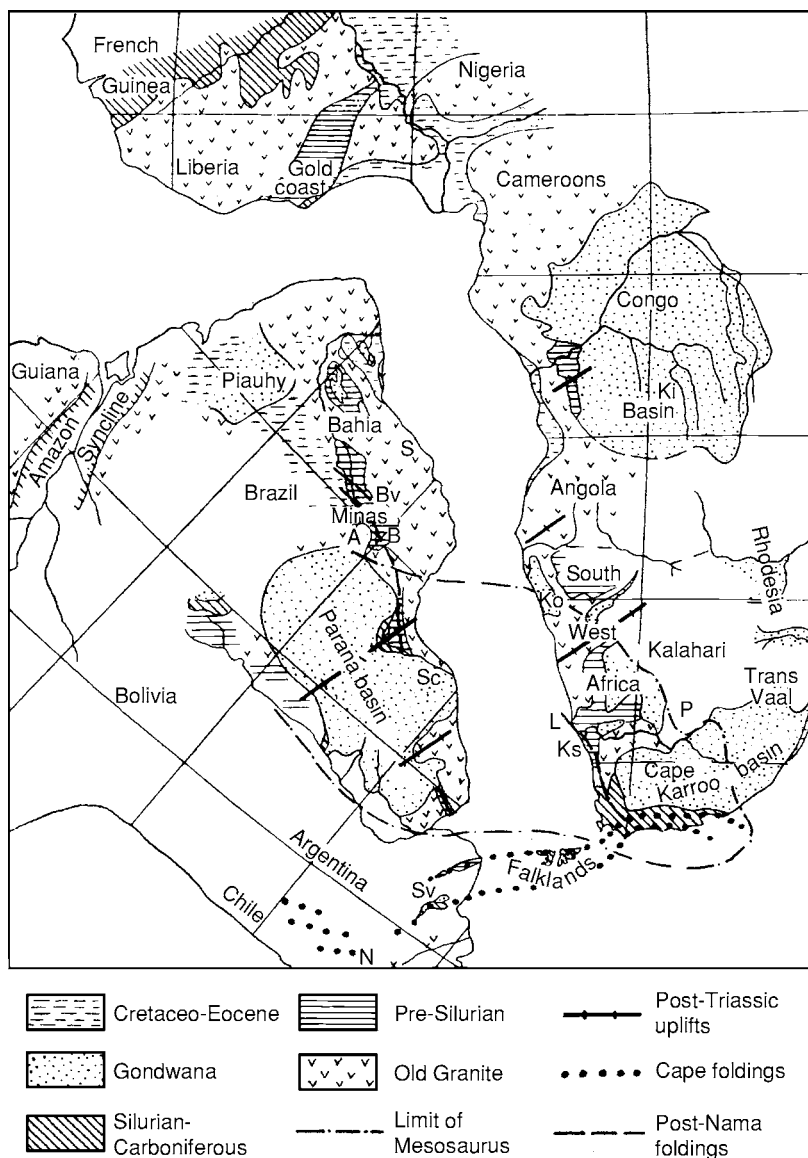 French
Guinea
Nigeria
Liberia
Gold
coast
Cameroons
Congo
Guiana
Piauhy
Ki
Basin
Amazon
Syncline
Bahia
S
Brazil
Bv
Minas
A
B
Angola
Rhodesia
South
Ko
West
Kalahari
Parana basin
Africa
Trans
Vaal
Bolivia
Sc
P
L
Ks
Cape
Karroo basin
Argentina
Falklands
Sv
Chile
N
Cretaceo-Eocene
Pre-Silurian
Post-Triassic
uplifts
Gondwana
Old Granite
Cape foldings
Silurian-
Carboniferous
Limit of
Mesosaurus
Post-Nama
foldings